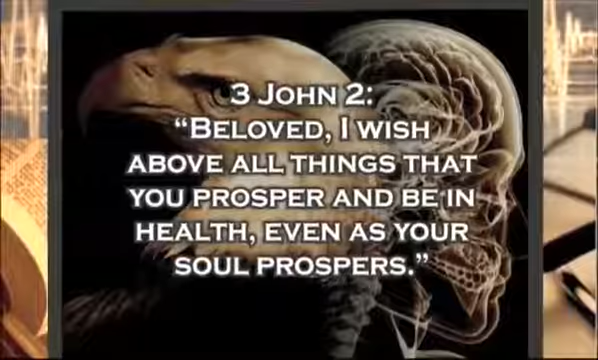 3 John 2:
“Beloved, I wish
above all things that
you prosper and be in
health, even as your
soul prospers.”